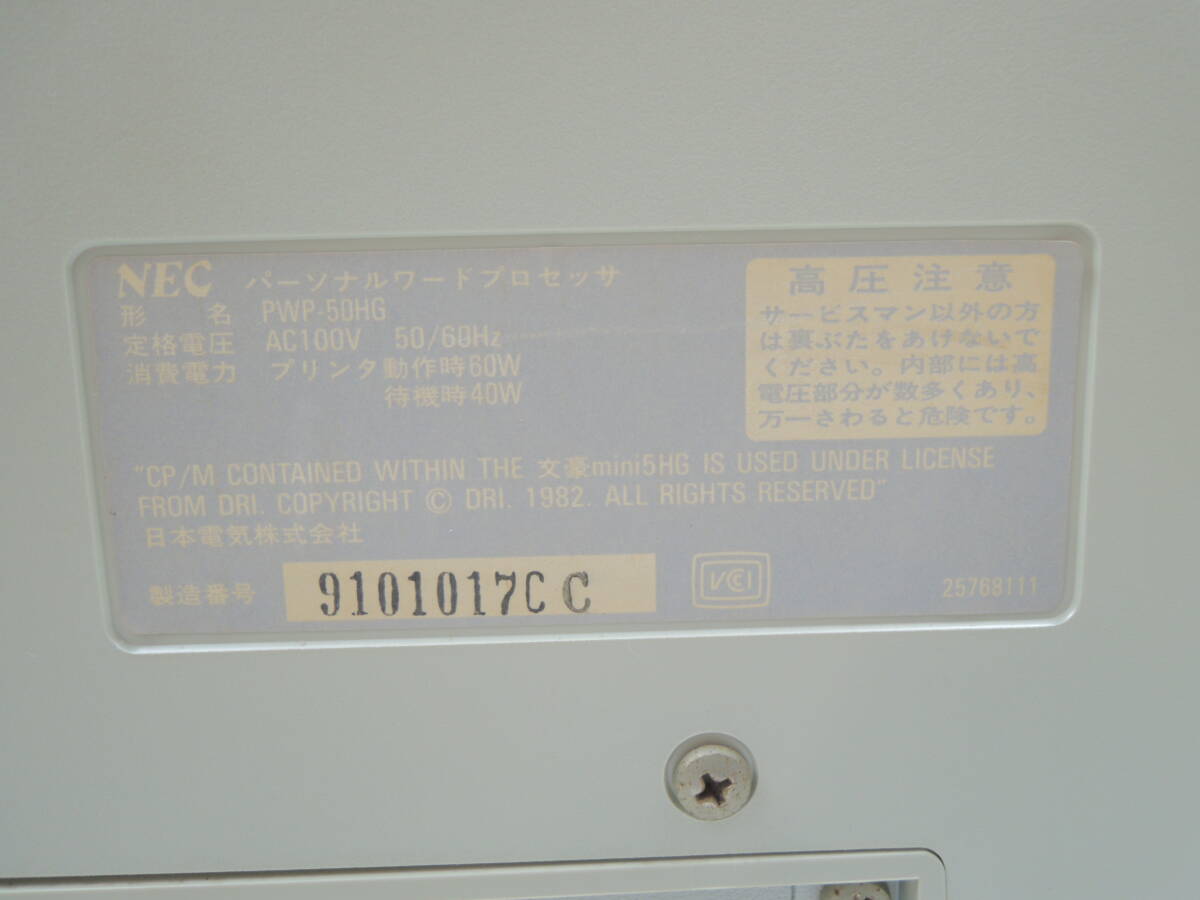 NEC パーソナルワードプロセッサ
形 名 PWP-50HG
定格電圧 AC100V 50/60Hz
消費電力 プリンタ動作時60W
待機時40W
高圧注意
サービスマン以外の方
は裏ぶたをあけないで
ください。内部には高
電圧部分が数多くあり、
万一さわると危険です。
"CP/M CONTAINED WITHIN THE 文豪mini5HG IS USED UNDER LICENSE
FROM DRI. COPYRIGHT © DRI. 1982. ALL RIGHTS RESERVED"
日本電気株式会社
製造番号 9101017CC
VCCI
25768111